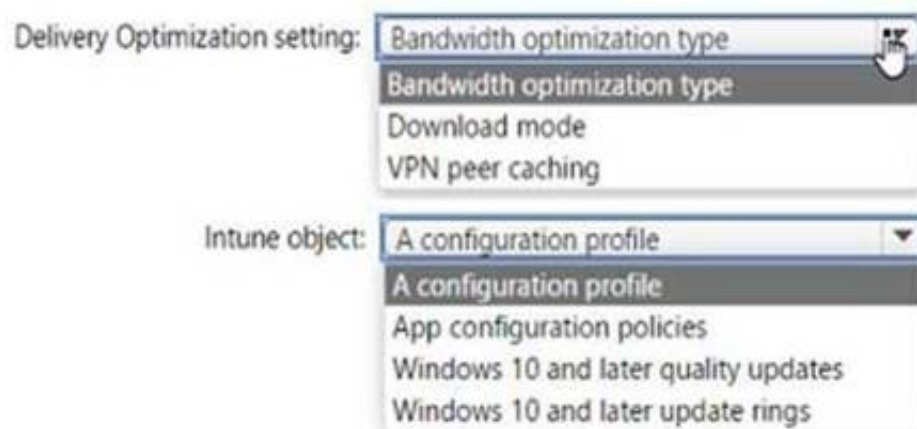 Delivery Optimization setting: Bandwidth optimization type
Bandwidth optimization type
Download mode
VPN peer caching
Intune object: A configuration profile
A configuration profile
App configuration policies
Windows 10 and later quality updates
Windows 10 and later update rings